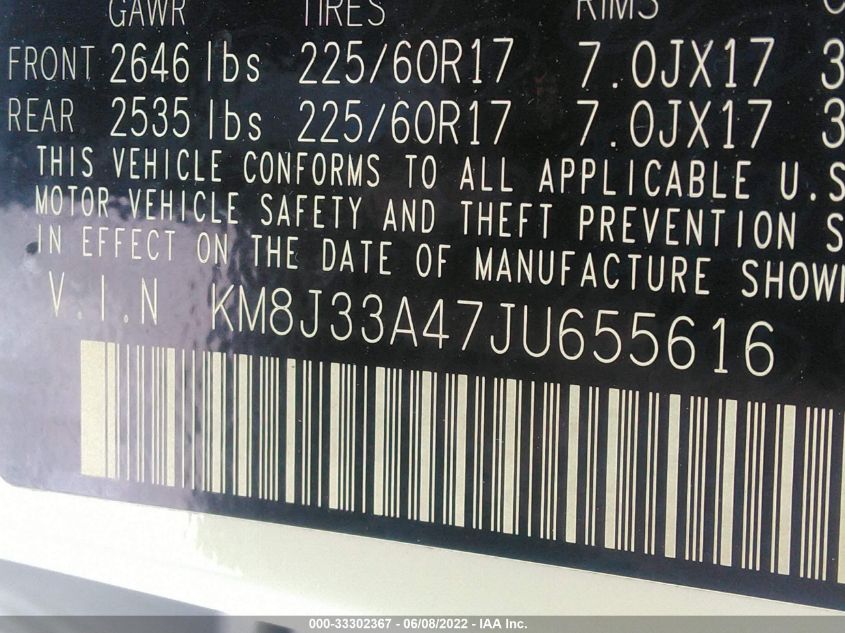 GAWR TIRES RIMS
FRONT 2646 lbs 225/60R17 7.0JX17
REAR 2535 lbs 225/60R17 7.0JX17
THIS VEHICLE CONFORMS TO ALL APPLICABLE U.S
MOTOR VEHICLE SAFETY AND THEFT PREVENTION S
IN EFFECT ON THE DATE OF MANUFACTURE SHOWN
V.I.N KM8J33A47JU655616
000-33302367 - 06/08/2022 - IAA Inc.